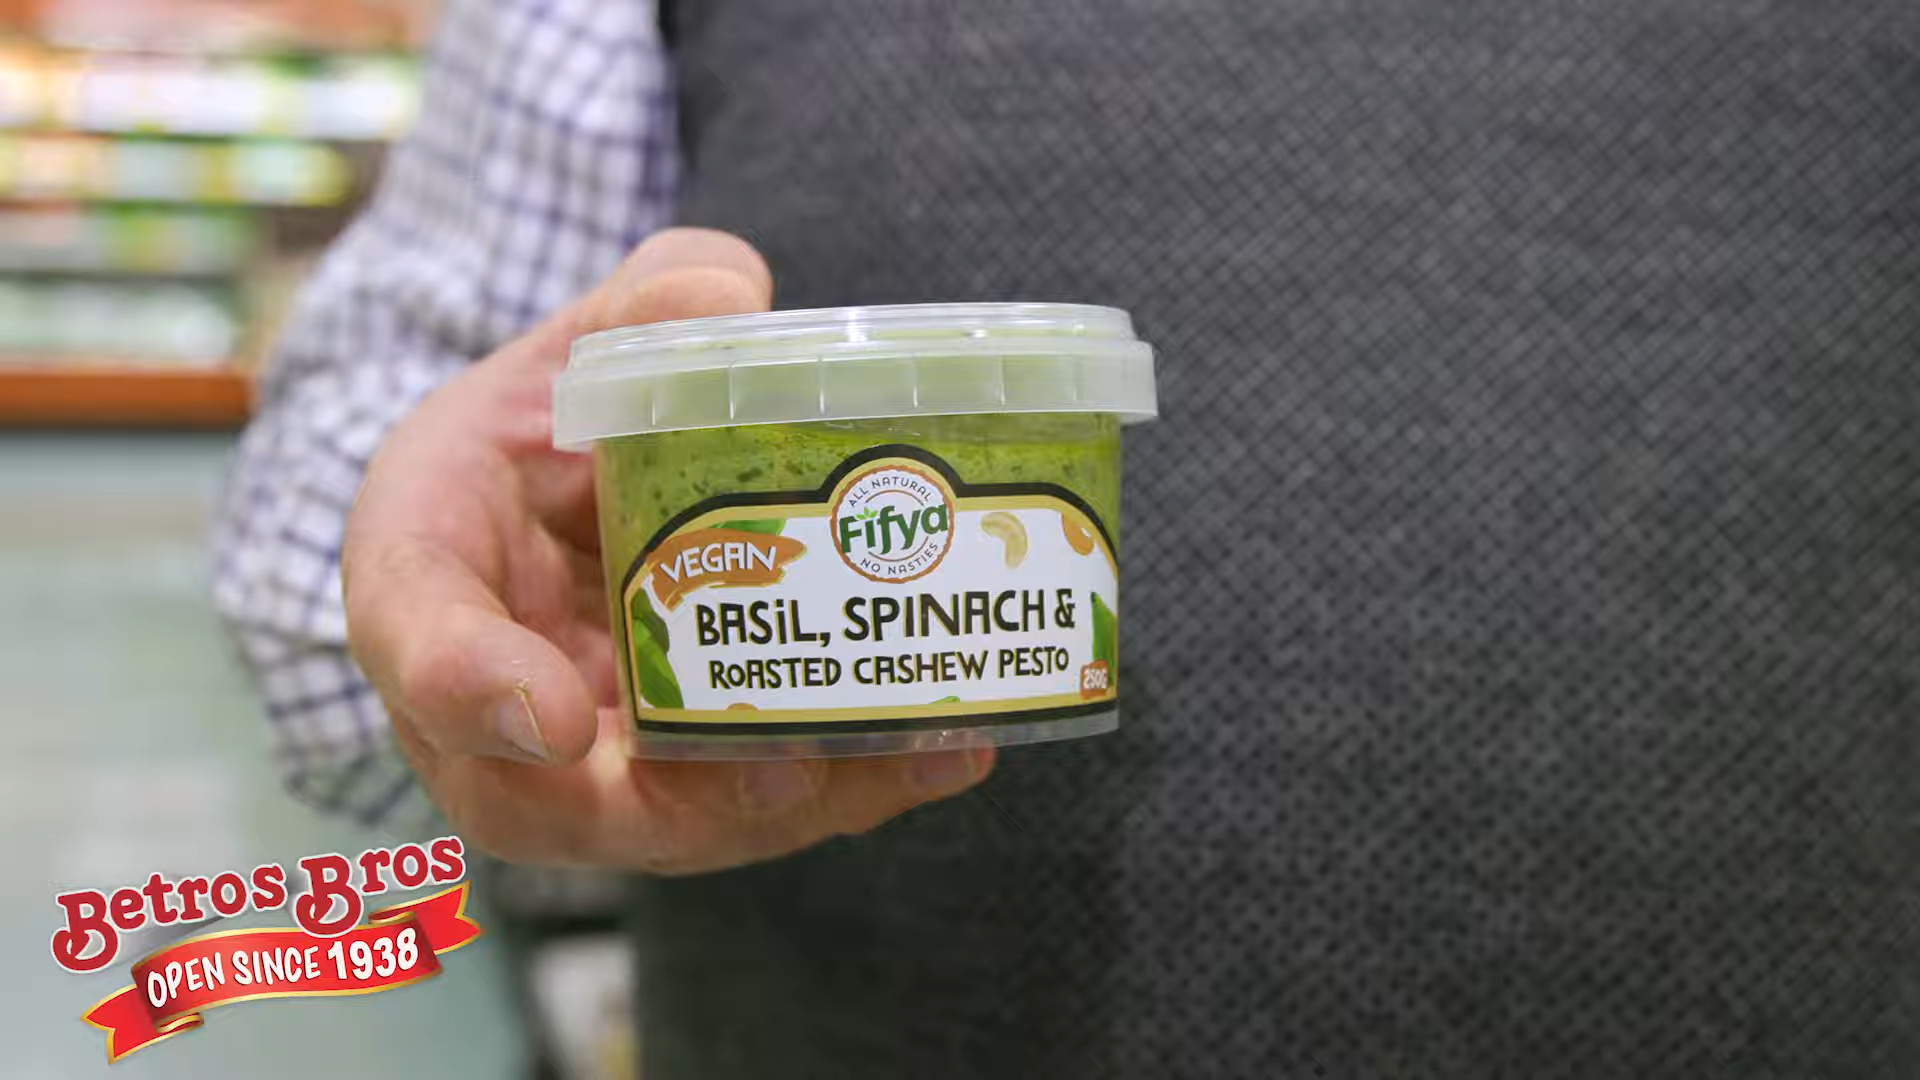 ALL NATURAL
Fifya
NO NASTIES
VEGAN
BASiL, SPINACH &
ROASTED CASHEW PESTO
250G
Betros Bros
OPEN SINCE 1938